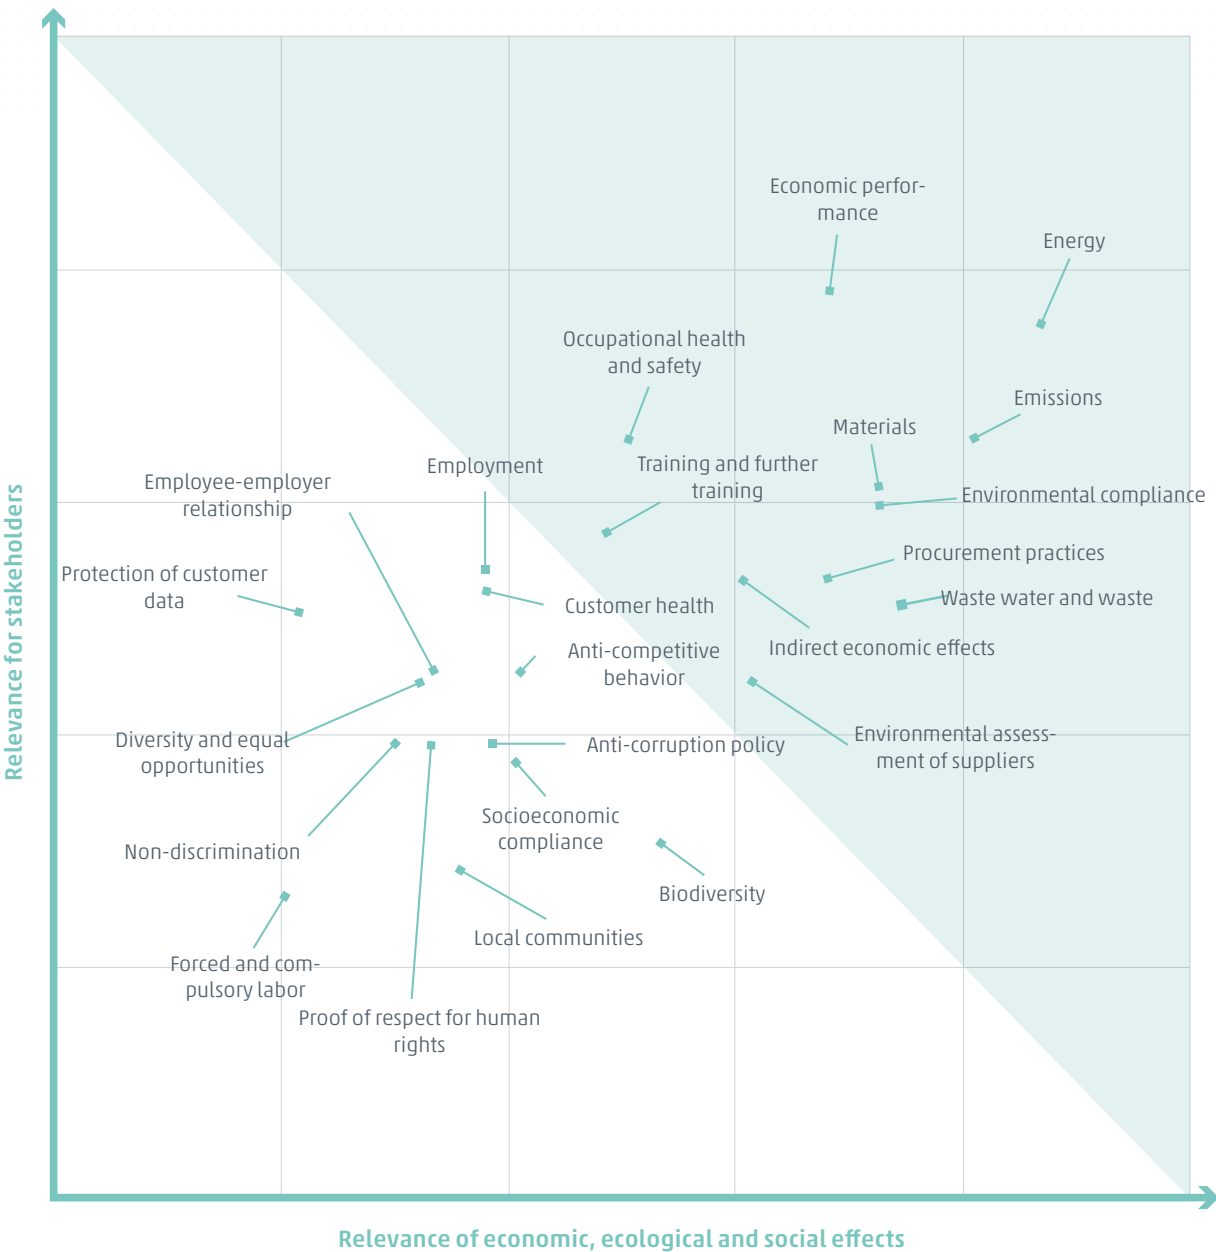 Economic perfor-
mance
Energy
Occupational health
and safety
Emissions
Materials
Employment
Training and further
training
Employee-employer
relationship
Environmental compliance
Procurement practices
Protection of customer
data
Customer health
Waste water and waste
Anti-competitive
behavior
Indirect economic effects
Diversity and equal
opportunities
Anti-corruption policy
Environmental assess-
ment of suppliers
Socioeconomic
compliance
Non-discrimination
Biodiversity
Local communities
Forced and com-
pulsory labor
Proof of respect for human
rights
Relevance for stakeholders
Relevance of economic, ecological and social effects